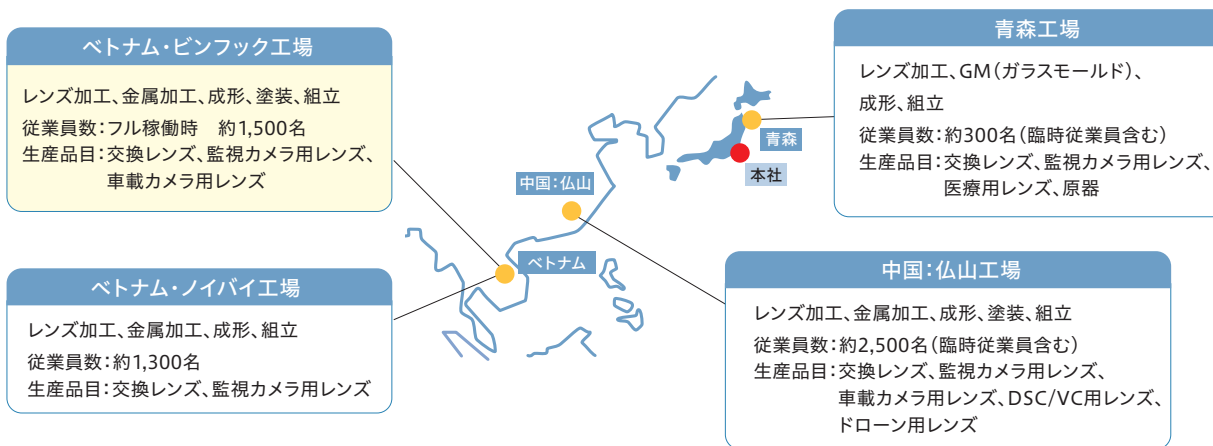 ベトナム・ビンフック工場
レンズ加工、金属加工、成形、塗装、組立
従業員数：フル稼働時　約1,500名
生産品目：交換レンズ、監視カメラ用レンズ、
車載カメラ用レンズ
ベトナム・ノイバイ工場
レンズ加工、金属加工、成形、組立
従業員数：約1,300名
生産品目：交換レンズ、監視カメラ用レンズ
中国：仏山
ベトナム
青森
本社
青森工場
レンズ加工、GM（ガラスモールド）、
成形、組立
従業員数：約300名（臨時従業員含む）
生産品目：交換レンズ、監視カメラ用レンズ、
医療用レンズ、原器
中国：仏山工場
レンズ加工、金属加工、成形、塗装、組立
従業員数：約2,500名（臨時従業員含む）
生産品目：交換レンズ、監視カメラ用レンズ、
車載カメラ用レンズ、DSC/VC用レンズ、
ドローン用レンズ